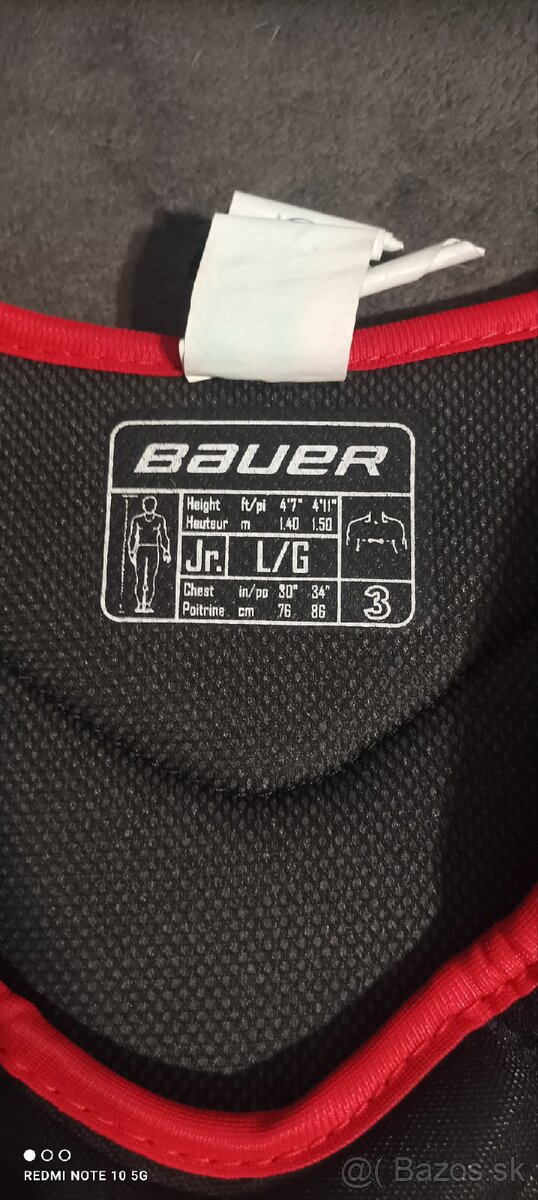 BAUER
Height ft/pi 4'7" 4'11"
Hauteur m 1.40 1.50
Jr. L/G
Chest in/po 30" 34"
Poitrine cm 76 86
3
REDMI NOTE 10 5G
@( Bazos.sk